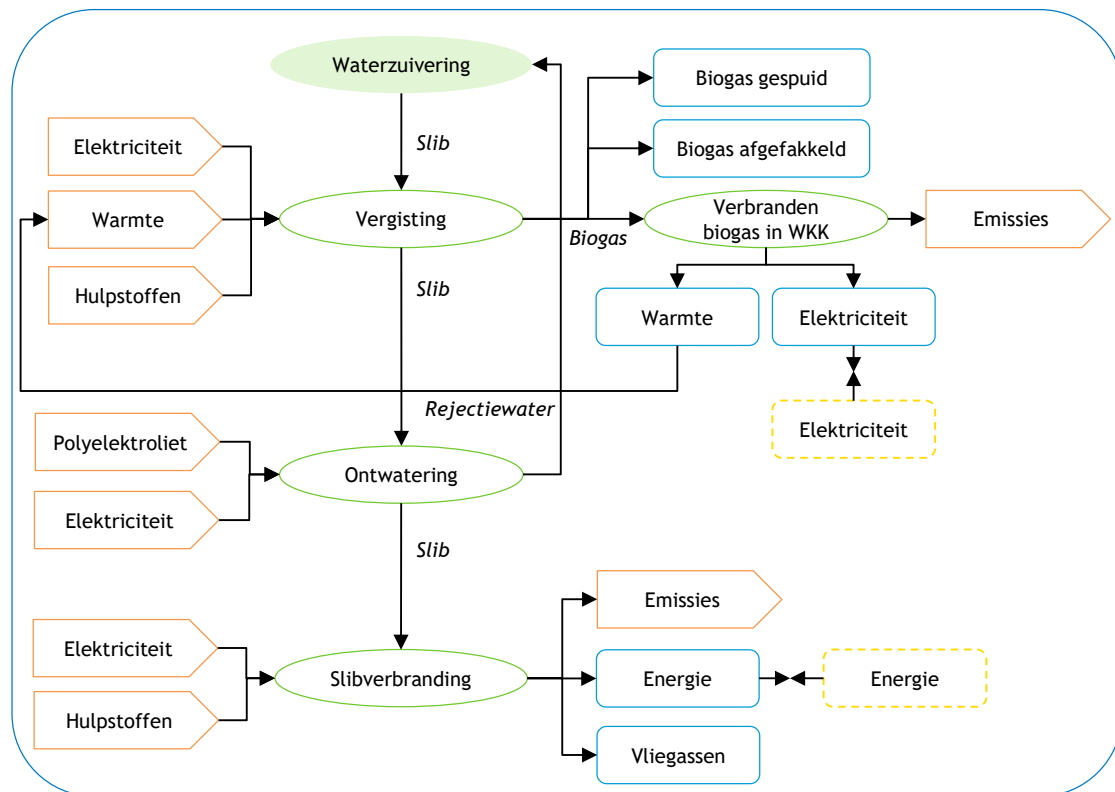 Waterzuivering
Biogas gespuid
Slib
Elektriciteit
Biogas afgefakkeld
Warmte
Vergisting
Biogas
Verbranden
biogas in WKK
Emissies
Hulpstoffen
Slib
Warmte
Elektriciteit
Rejectiewater
Elektriciteit
Polyelektroliet
Ontwatering
Elektriciteit
Slib
Emissies
Elektriciteit
Slibverbranding
Energie
Energie
Hulpstoffen
Vliegassen